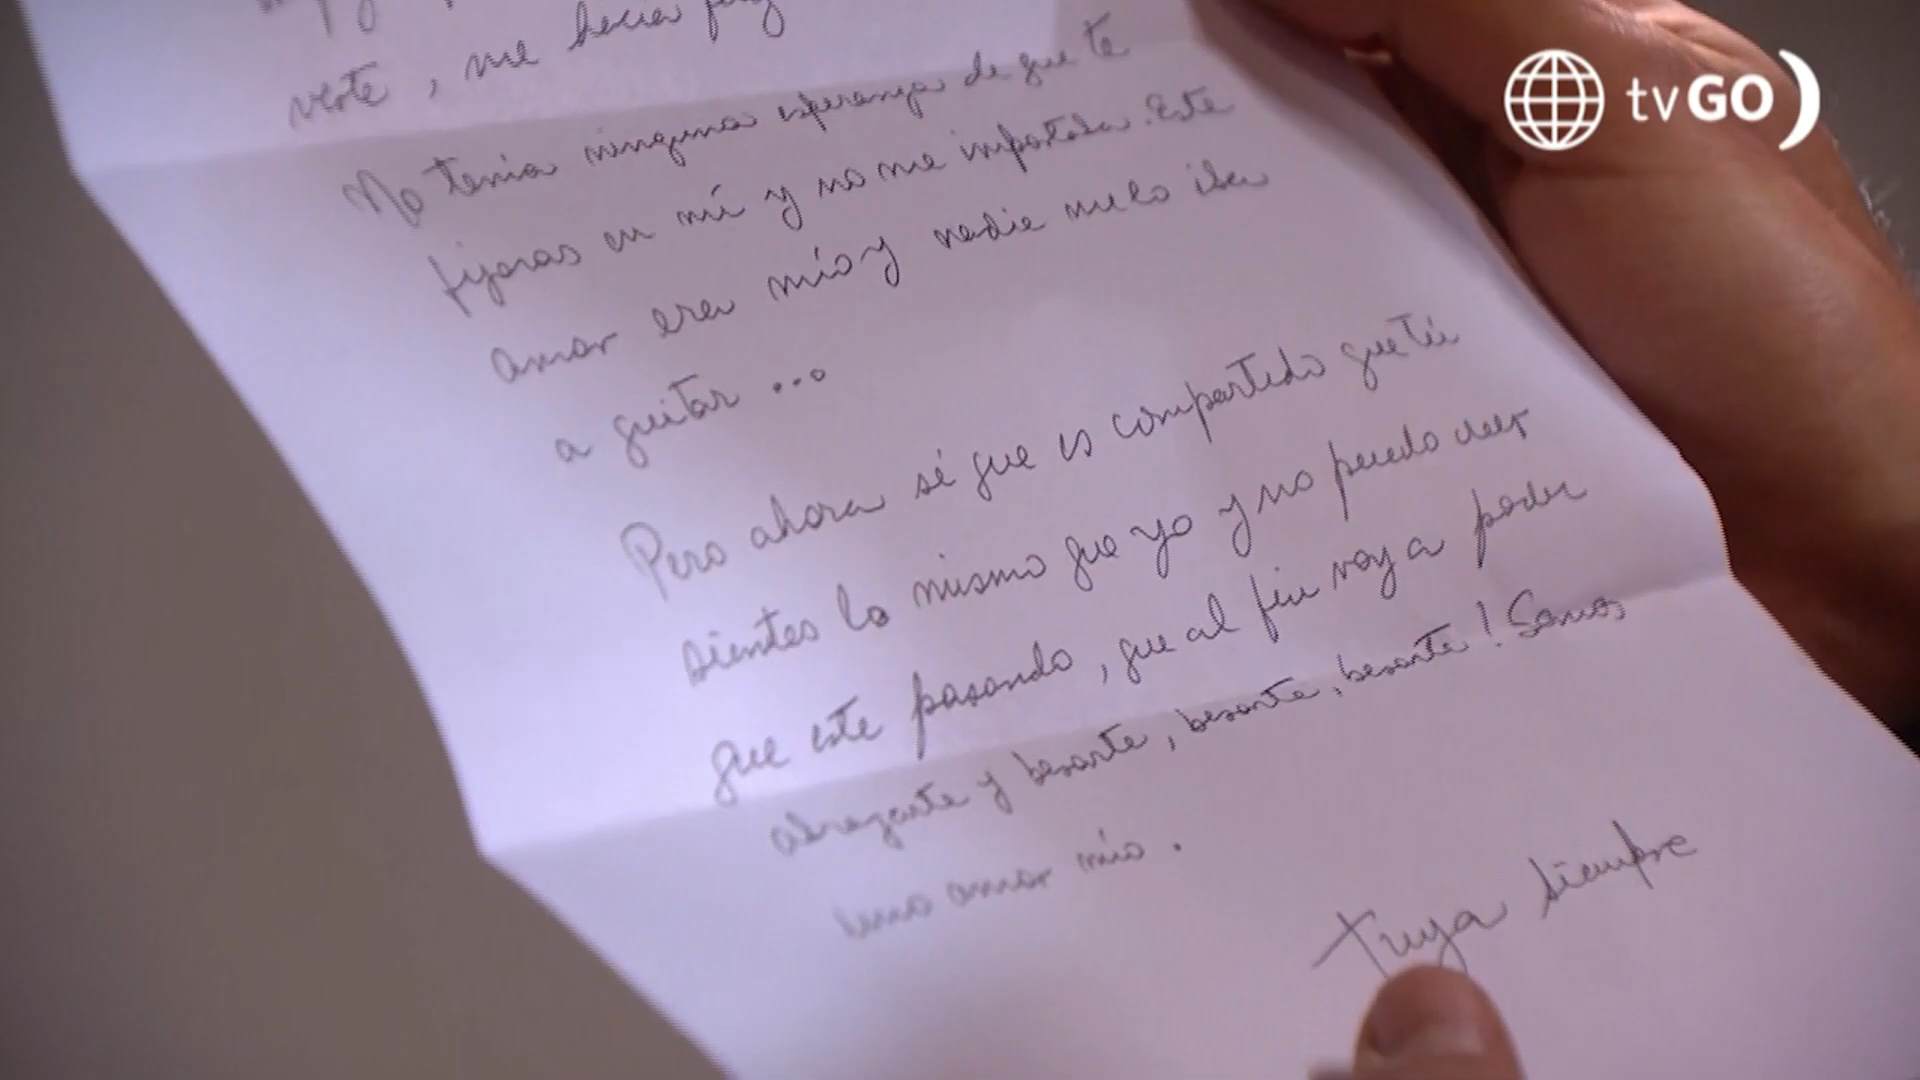 verte, me hacía
No tenía ninguna esperanza de que te
fijaras en mí y no me importaba. Este
amor era mío y nadie me lo iba
a quitar...
Pero ahora sé que es compartido que tú
sientes lo mismo que yo y no puedo creer
que este pasando, que al fin voy a poder
abrazarte y besarte, besarte, besarte! Somos
uno amor mío.
Tuya siempre
tvGO